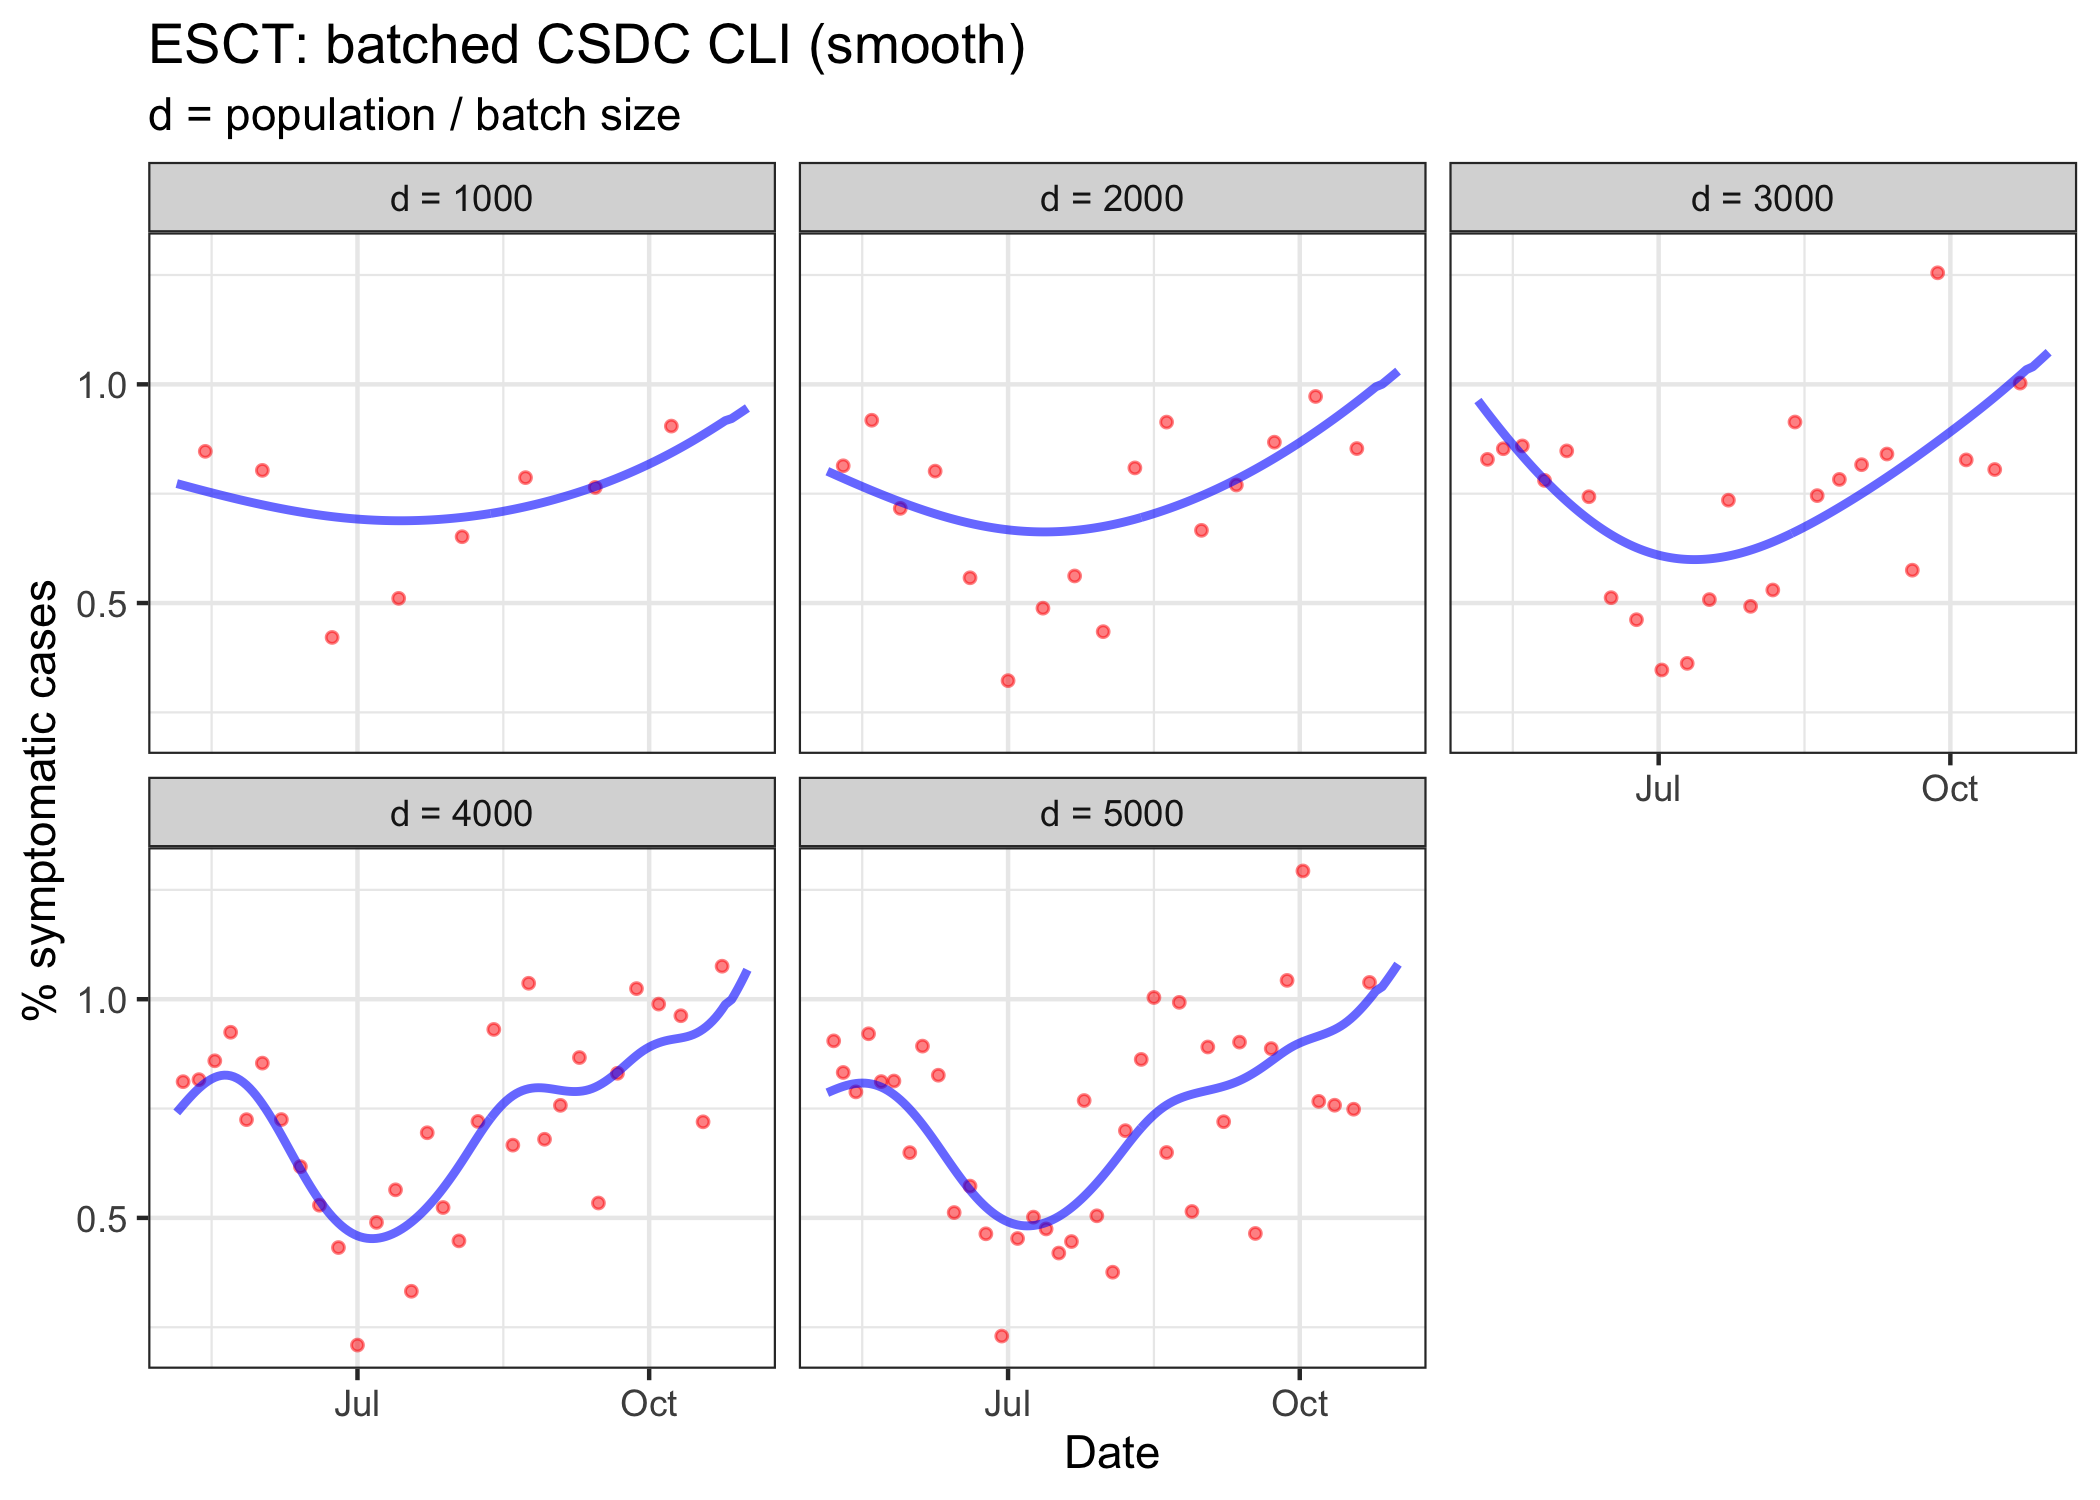 ESCT: batched CSDC CLI (smooth)
d = population / batch size
d = 1000
d = 2000
d = 3000
1.0
0.5
Jul
Oct
d = 4000
d = 5000
1.0
0.5
Jul
Oct
Jul
Oct
Date
% symptomatic cases